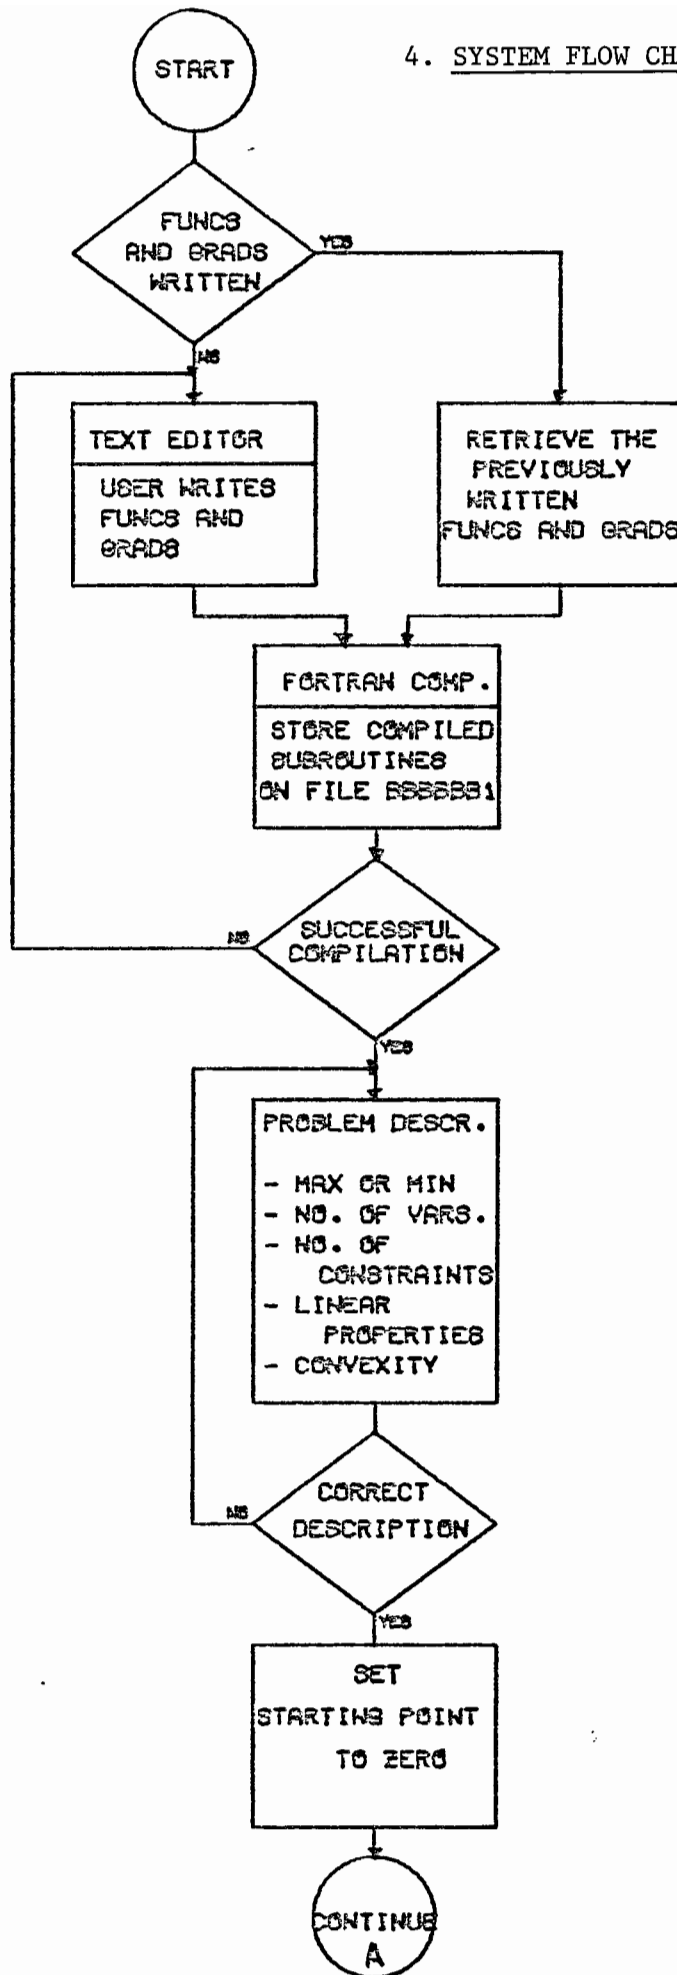 4. SYSTEM FLOW CH
START
FUNCS
AND GRADS
WRITTEN
YES
NO
TEXT EDITOR
USER WRITES
FUNCS AND
GRADS
RETRIEVE THE
PREVIOUSLY
WRITTEN
FUNCS AND GRADS
FORTRAN COMP.
STORE COMPILED
SUBROUTINES
ON FILE
SUCCESSFUL
COMPILATION
NO
YES
PROBLEM DESCR.
- MAX OR MIN
- NO. OF VARS.
- NO. OF
CONSTRAINTS
- LINEAR
PROPERTIES
- CONVEXITY
CORRECT
DESCRIPTION
NO
YES
SET
STARTING POINT
TO ZERO
CONTINUE
A